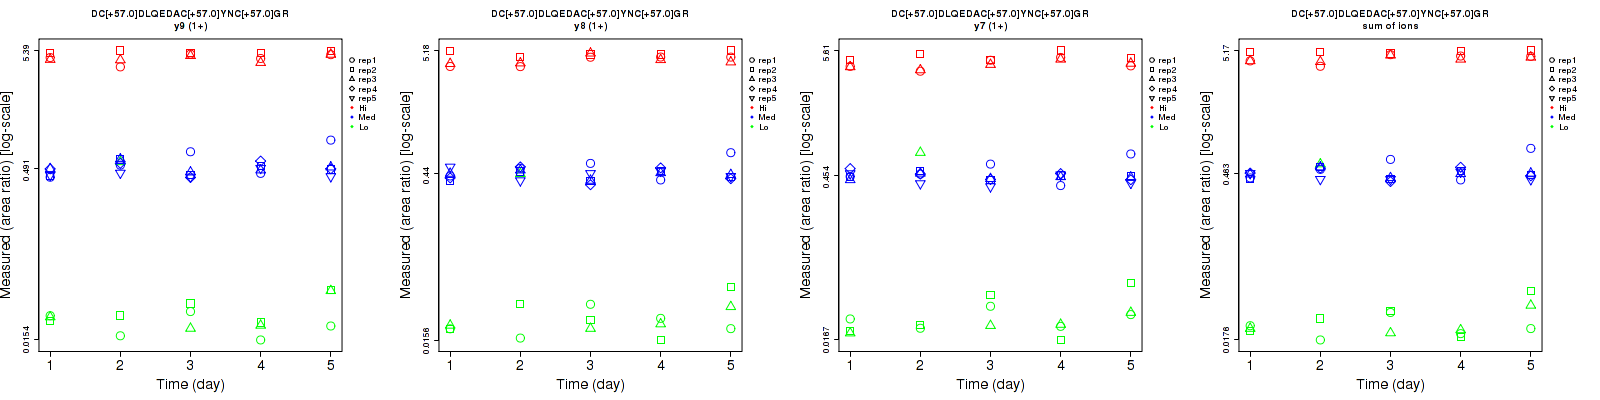 DC[+57.0]DLQEDAC[+57.0]YNC[+57.0]GR
y9 (1+)
Measured (area ratio) [log-scale]
5.39
0.491
0.0154
1 2 3 4 5
Time (day)
rep1
rep2
rep3
rep4
rep5
Hi
Med
Lo
DC[+57.0]DLQEDAC[+57.0]YNC[+57.0]GR
y8 (1+)
Measured (area ratio) [log-scale]
5.18
0.44
0.0156
1 2 3 4 5
Time (day)
rep1
rep2
rep3
rep4
rep5
Hi
Med
Lo
DC[+57.0]DLQEDAC[+57.0]YNC[+57.0]GR
y7 (1+)
Measured (area ratio) [log-scale]
5.61
0.454
0.0167
1 2 3 4 5
Time (day)
rep1
rep2
rep3
rep4
rep5
Hi
Med
Lo
DC[+57.0]DLQEDAC[+57.0]YNC[+57.0]GR
sum of ions
Measured (area ratio) [log-scale]
5.17
0.0176
1 2 3 4 5
Time (day)
rep1
rep2
rep3
rep4
rep5
Hi
Med
Lo